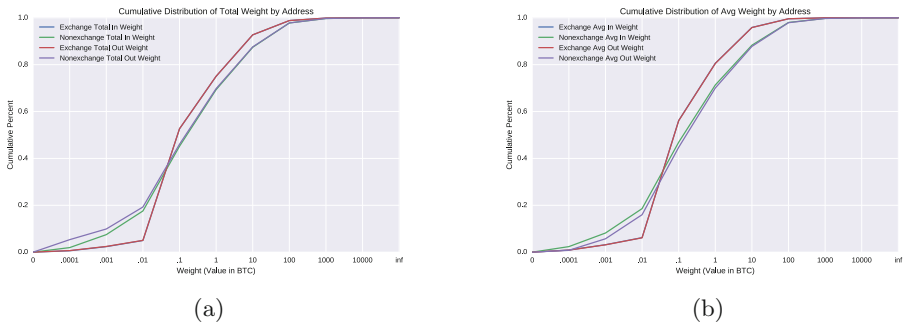 Cumulative Distribution of Total Weight by Address
Exchange Total In Weight
Nonexchange Total In Weight
Exchange Total Out Weight
Nonexchange Total Out Weight
Cumulative Percent
1.0
0.8
0.6
0.4
0.2
0.0
0 .0001 .001 .01 .1 1 10 100 1000 10000 inf
Weight (Value in BTC)
(a)
Cumulative Distribution of Avg Weight by Address
Exchange Avg In Weight
Nonexchange Avg In Weight
Exchange Avg Out Weight
Nonexchange Avg Out Weight
Cumulative Percent
1.0
0.8
0.6
0.4
0.2
0.0
0 .0001 .001 .01 .1 1 10 100 1000 10000 inf
Weight (Value in BTC)
(b)